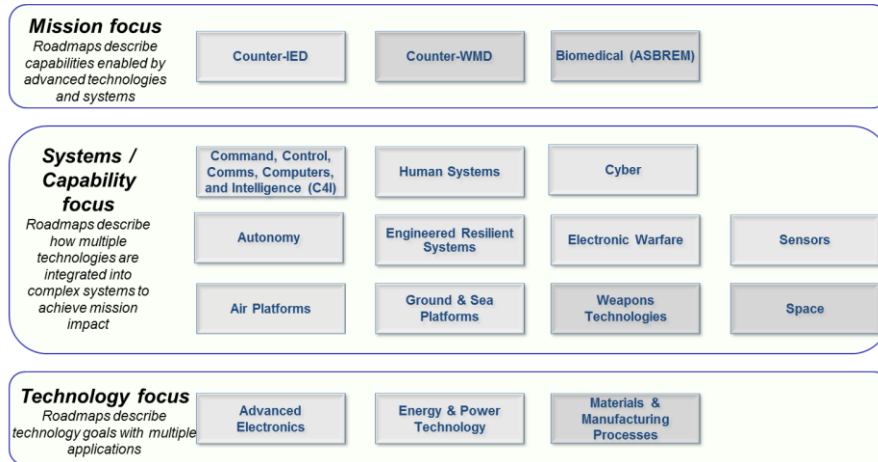 Mission focus
Roadmaps describe
capabilities enabled by
advanced technologies
and systems
Counter-IED
Counter-WMD
Biomedical (ASBREM)
Systems /
Capability
focus
Roadmaps describe
how multiple
technologies are
integrated into
complex systems to
achieve mission
impact
Command, Control,
Comms, Computers,
and Intelligence (C4I)
Human Systems
Cyber
Autonomy
Engineered Resilient
Systems
Electronic Warfare
Sensors
Air Platforms
Ground & Sea
Platforms
Weapons
Technologies
Space
Technology focus
Roadmaps describe
technology goals with multiple
applications
Advanced
Electronics
Energy & Power
Technology
Materials &
Manufacturing
Processes